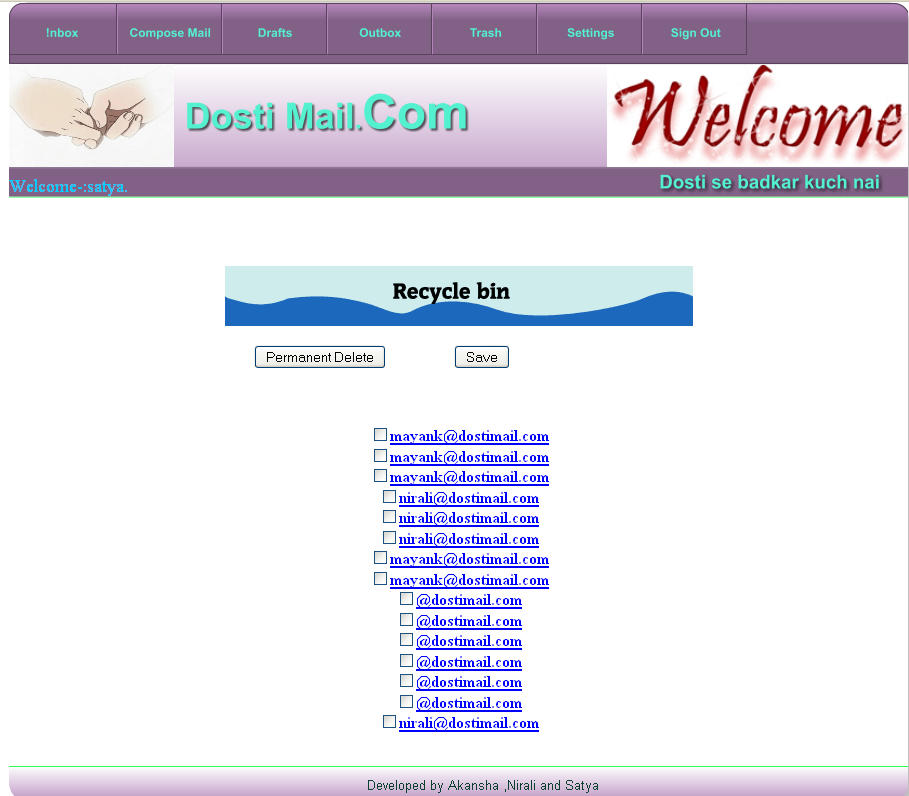 !nbox Compose Mail Drafts Outbox Trash Settings Sign Out
Dosti Mail.Com
Welcome
Welcome-:satya.
Dosti se badkar kuch nai
Recycle bin
Permanent Delete Save
mayank@dostimail.com
mayank@dostimail.com
mayank@dostimail.com
nirali@dostimail.com
nirali@dostimail.com
nirali@dostimail.com
mayank@dostimail.com
mayank@dostimail.com
@dostimail.com
@dostimail.com
@dostimail.com
@dostimail.com
@dostimail.com
@dostimail.com
nirali@dostimail.com
Developed by Akansha ,Nirali and Satya